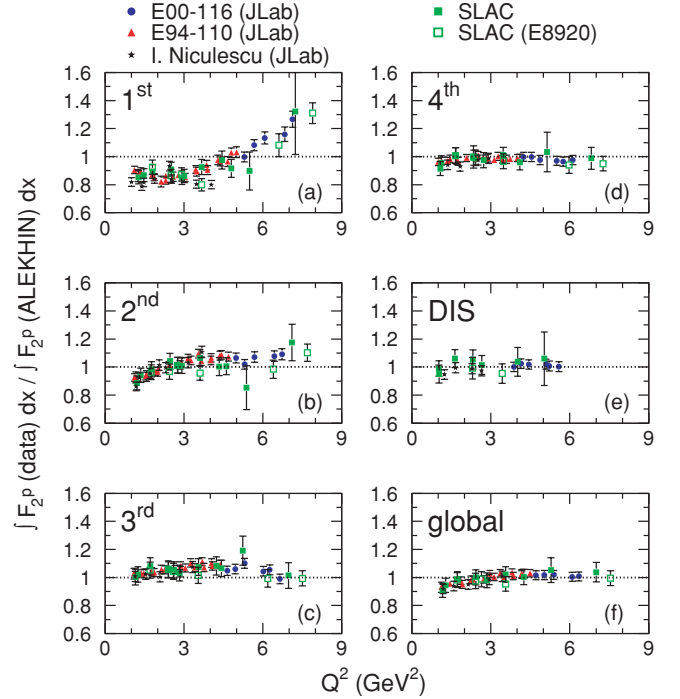 E00-116 (JLab)
E94-110 (JLab)
I. Niculescu (JLab)
SLAC
SLAC (E8920)
∫ F₂ᵖ (data) dx / ∫ F₂ᵖ (ALEKHIN) dx
1.6
1.4
1.2
1
0.8
0.6
1ˢᵗ
(a)
0 3 6 9
4ᵗʰ
(d)
0 3 6 9
1.6
1.4
1.2
1
0.8
0.6
2ⁿᵈ
(b)
0 3 6 9
DIS
(e)
0 3 6 9
1.6
1.4
1.2
1
0.8
0.6
3ʳᵈ
(c)
0 3 6 9
global
(f)
0 3 6 9
1.6
1.4
1.2
1
0.8
0.6
1.6
1.4
1.2
1
0.8
0.6
1.6
1.4
1.2
1
0.8
0.6
Q² (GeV²)